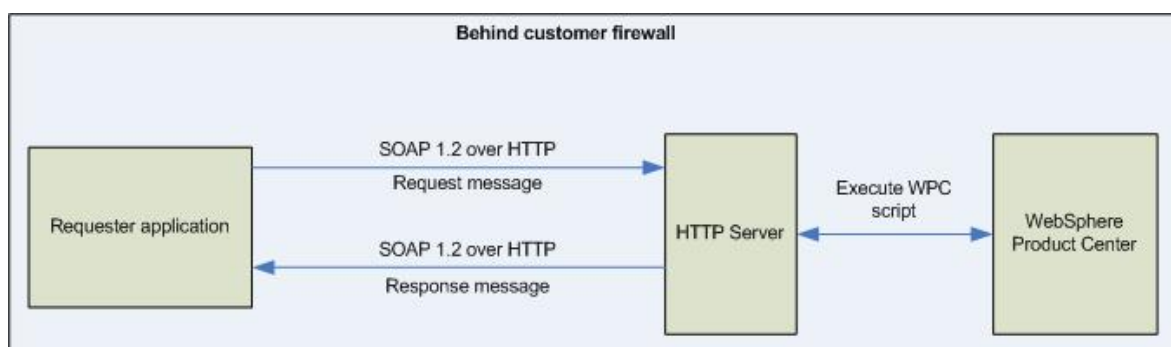 Behind customer firewall
SOAP 1.2 over HTTP
Request message
Requester application
SOAP 1.2 over HTTP
Response message
HTTP Server
Execute WPC
script
WebSphere
Product Center